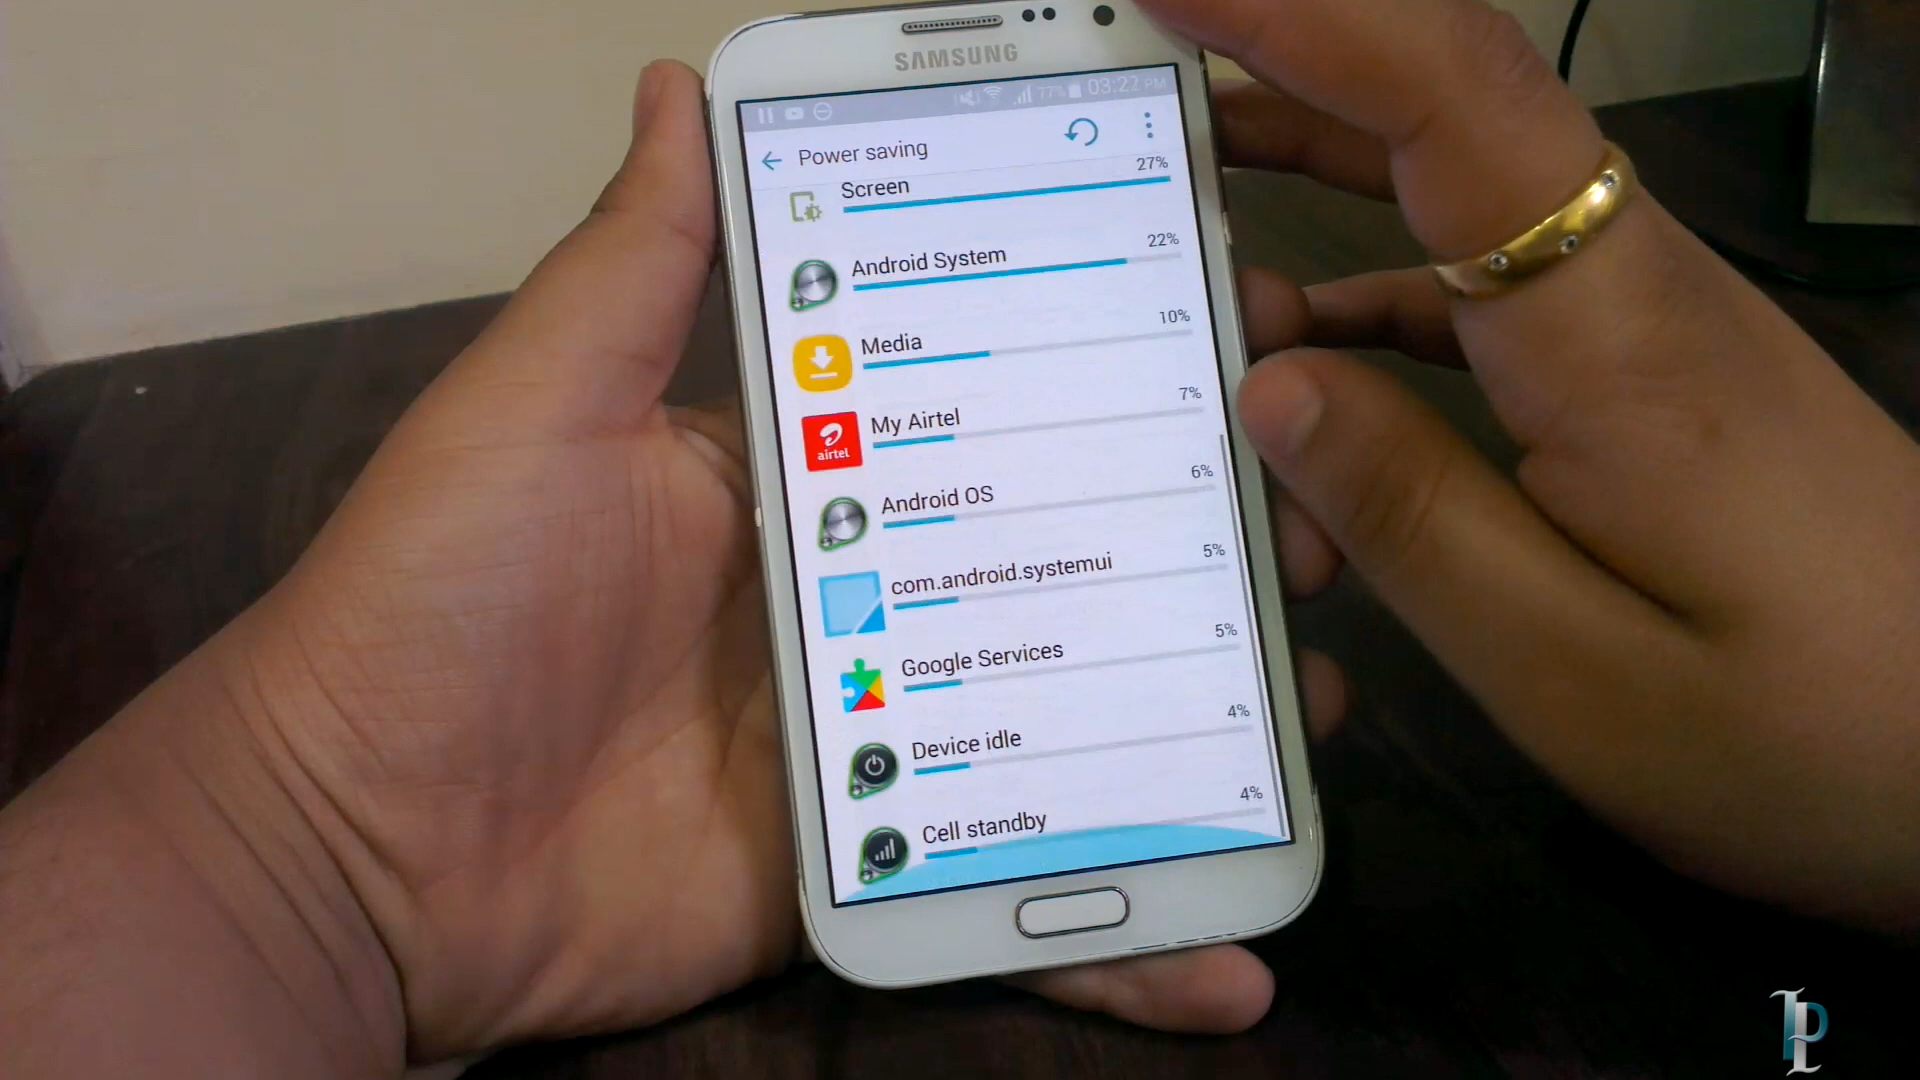 SAMSUNG
77% 03:22 PM
Power saving
Screen 27%
Android System 22%
Media 10%
My Airtel 7%
airtel
Android OS 6%
com.android.systemui 5%
Google Services 5%
Device idle 4%
Cell standby 4%